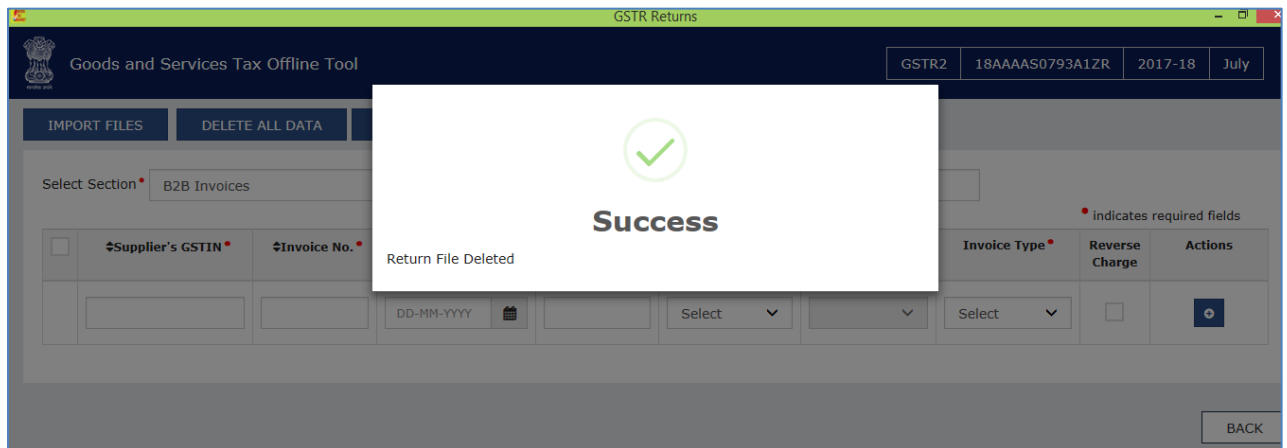 GSTR Returns
Goods and Services Tax Offline Tool
GSTR2 18AAAAS0793A1ZR 2017-18 July
IMPORT FILES DELETE ALL DATA
Select Section• B2B Invoices
Success
• indicates required fields
Supplier's GSTIN• Invoice No.• Invoice Type• Reverse Charge Actions
Return File Deleted
DD-MM-YYYY Select Select
BACK